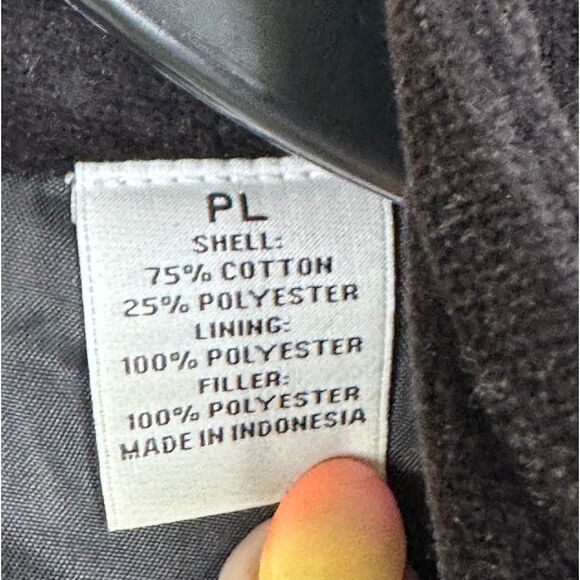 PL
SHELL:
75% COTTON
25% POLYESTER
LINING:
100% POLYESTER
FILLER:
100% POLYESTER
MADE IN INDONESIA